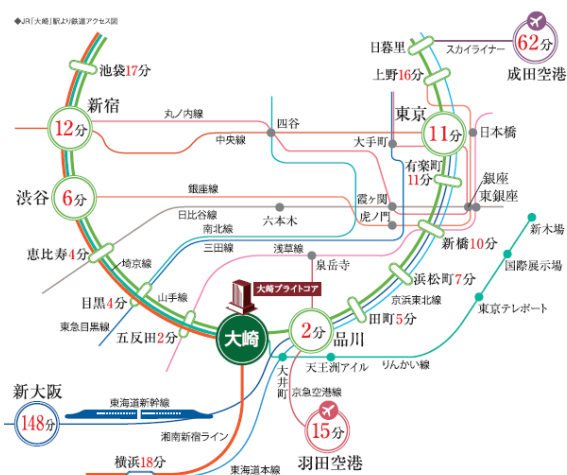 ◆JR「大崎」駅より鉄道アクセス図
日暮里
スカイライナー
62分
成田空港
池袋17分
上野16分
新宿
12分
丸ノ内線
中央線
四谷
東京
11分
大手町
日本橋
有楽町
11分
渋谷
6分
銀座線
日比谷線
六本木
霞ヶ関
虎ノ門
銀座
東銀座
南北線
三田線
浅草線
泉岳寺
新橋10分
新木場
恵比寿4分
埼京線
国際展示場
浜松町7分
京浜東北線
目黒4分
山手線
大崎ブライトコア
東京テレポート
東急目黒線
五反田2分
大崎
2分
品川
田町5分
大井町
天王洲アイル
りんかい線
新大阪
148分
東海道新幹線
京急空港線
15分
羽田空港
湘南新宿ライン
横浜18分
東海道本線